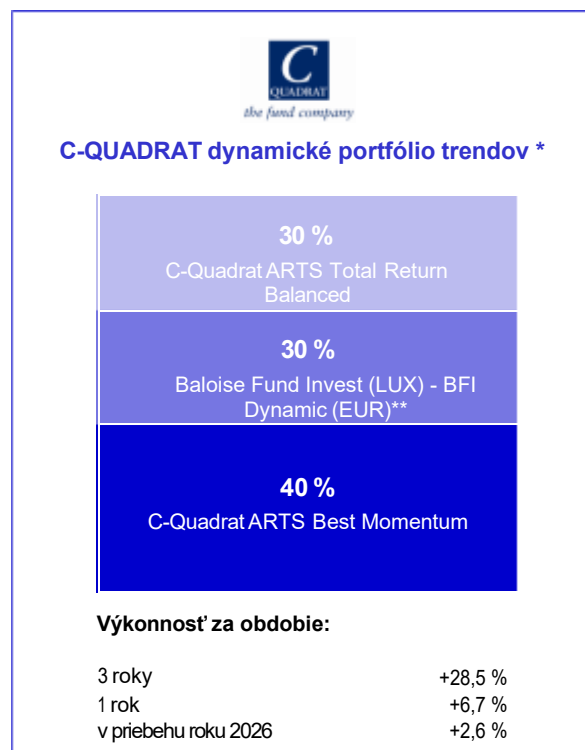 C
QUADRAT
the fund company
C-QUADRAT dynamické portfólio trendov *
30 %
C-Quadrat ARTS Total Return
Balanced
30 %
Baloise Fund Invest (LUX) - BFI
Dynamic (EUR)**
40 %
C-Quadrat ARTS Best Momentum
Výkonnosť za obdobie:
3 roky +28,5 %
1 rok +6,7 %
v priebehu roku 2026 +2,6 %